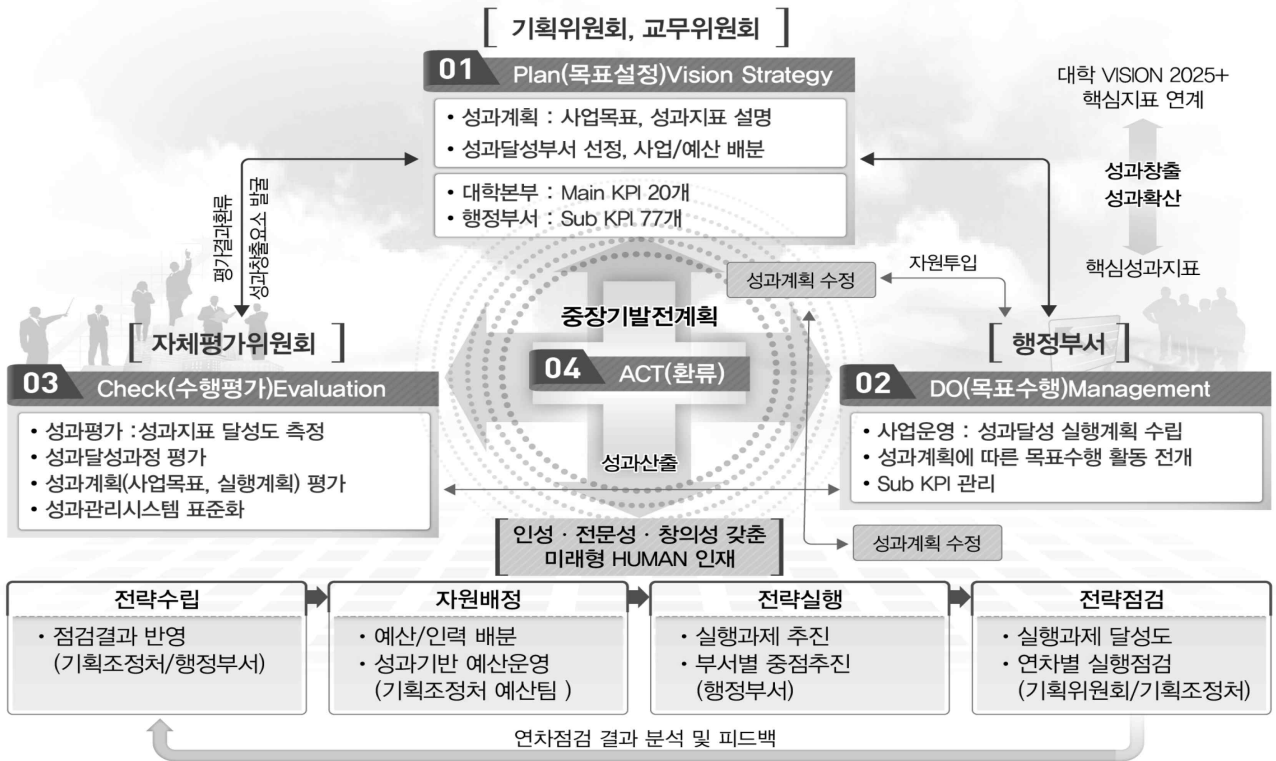 [ 기획위원회, 교무위원회 ]
01 Plan(목표설정)Vision Strategy
• 성과계획 : 사업목표, 성과지표 설명
• 성과달성부서 선정, 사업/예산 배분
• 대학본부 : Main KPI 20개
• 행정부서 : Sub KPI 77개
대학 VISION 2025+
핵심지표 연계
성과창출
성과확산
핵심성과지표
평가결과환류
성과창출요소 발굴
성과계획 수정
자원투입
중장기발전계획
[ 자체평가위원회 ]
03 Check(수행평가)Evaluation
• 성과평가 :성과지표 달성도 측정
• 성과달성과정 평가
• 성과계획(사업목표, 실행계획) 평가
• 성과관리시스템 표준화
04 ACT(환류)
성과산출
[ 행정부서 ]
02 DO(목표수행)Management
• 사업운영 : 성과달성 실행계획 수립
• 성과계획에 따른 목표수행 활동 전개
• Sub KPI 관리
성과계획 수정
[ 인성 · 전문성 · 창의성 갖춘
미래형 HUMAN 인재 ]
전략수립
• 점검결과 반영
(기획조정처/행정부서)
자원배정
• 예산/인력 배분
• 성과기반 예산운영
(기획조정처 예산팀 )
전략실행
• 실행과제 추진
• 부서별 중점추진
(행정부서)
전략점검
• 실행과제 달성도
• 연차별 실행점검
(기획위원회/기획조정처)
연차점검 결과 분석 및 피드백